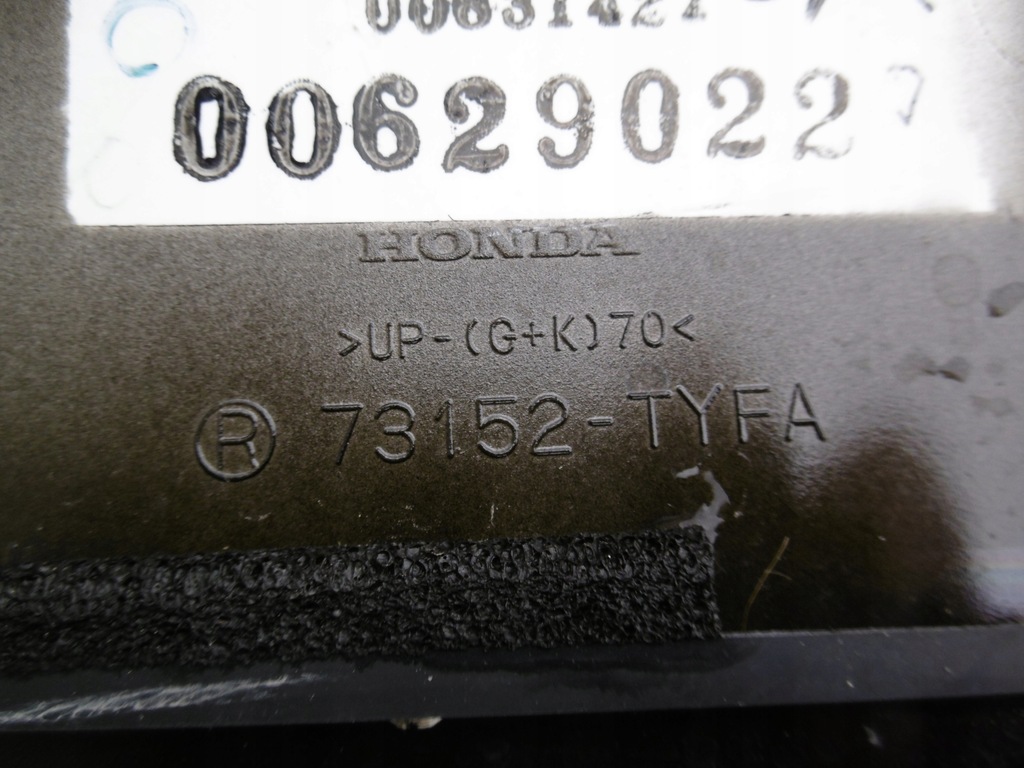 00629022
HONDA
>UP-(G+K)70<
R 73152-TYFA